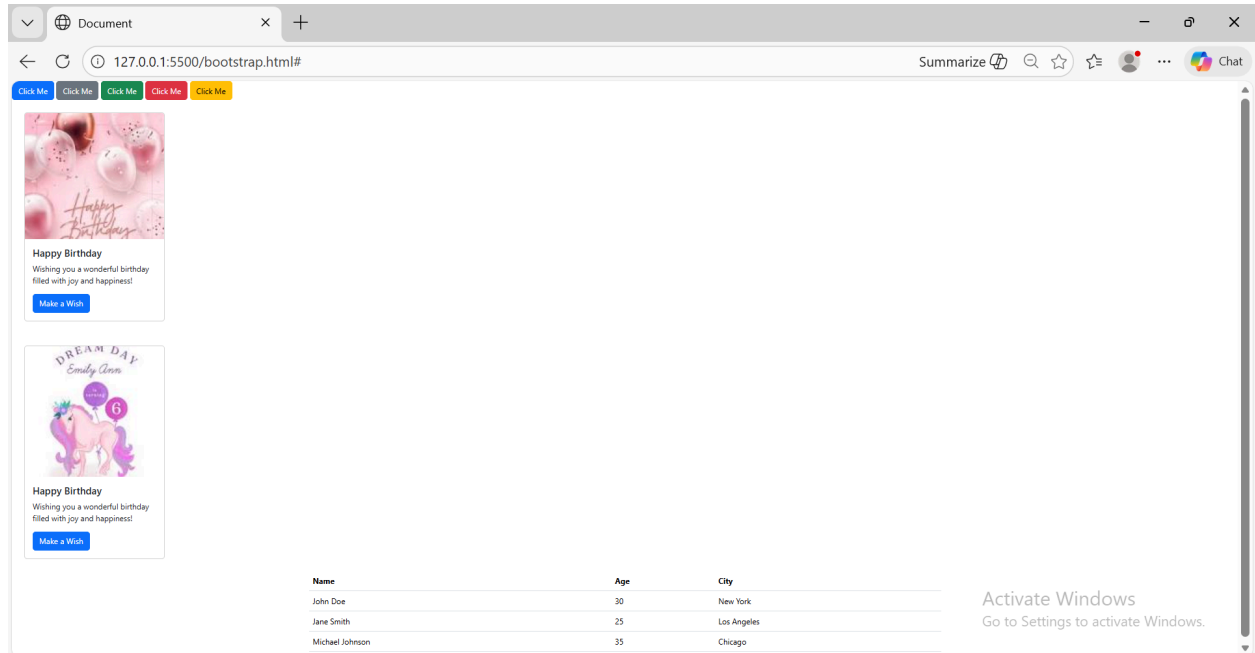 Document
127.0.0.1:5500/bootstrap.html#
Summarize
Chat
Click Me Click Me Click Me Click Me Click Me
Happy
Birthday
Happy Birthday
Wishing you a wonderful birthday
filled with joy and happiness!
Make a Wish
DREAM DAY
Emily Ann
6
Happy Birthday
Wishing you a wonderful birthday
filled with joy and happiness!
Make a Wish
Name Age City
John Doe 30 New York
Jane Smith 25 Los Angeles
Michael Johnson 35 Chicago
Activate Windows
Go to Settings to activate Windows.